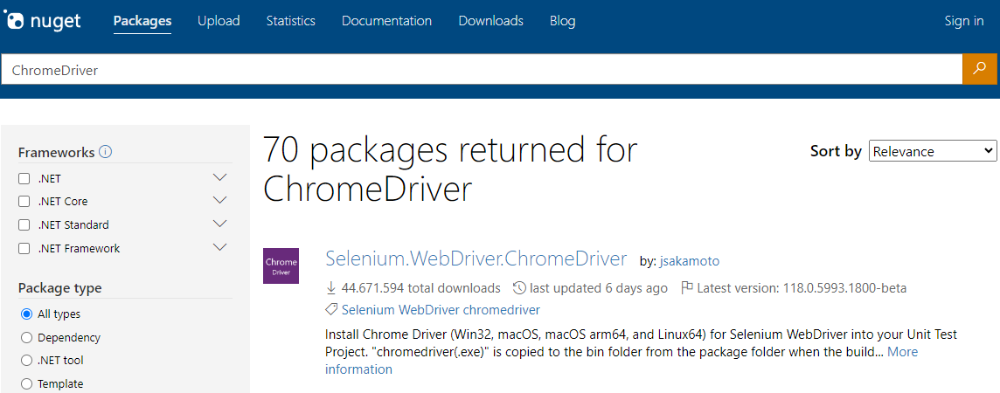 nuget Packages Upload Statistics Documentation Downloads Blog Sign in
ChromeDriver
Frameworks
.NET
.NET Core
.NET Standard
.NET Framework
Package type
All types
Dependency
.NET tool
Template
70 packages returned for
ChromeDriver
Sort by Relevance
Chrome
Driver
Selenium.WebDriver.ChromeDriver by: jsakamoto
44.671.594 total downloads last updated 6 days ago Latest version: 118.0.5993.1800-beta
Selenium WebDriver chromedriver
Install Chrome Driver (Win32, macOS, macOS arm64, and Linux64) for Selenium WebDriver into your Unit Test
Project. "chromedriver(.exe)" is copied to the bin folder from the package folder when the build... More
information